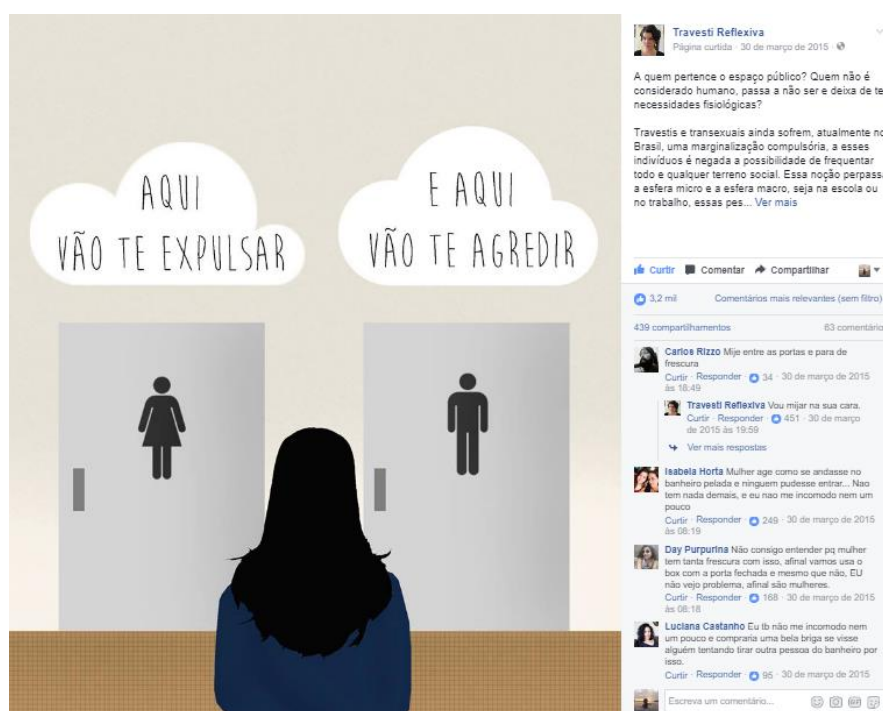 AQUI
VÃO TE EXPULSAR
E AQUI
VÃO TE AGREDIR
Travesti Reflexiva
Página curtida · 30 de março de 2015 ·
A quem pertence o espaço público? Quem não é
considerado humano, passa a não ser e deixa de te
necessidades fisiológicas?
Travestis e transexuais ainda sofrem, atualmente no
Brasil, uma marginalização compulsória, a esses
indivíduos é negada a possibilidade de frequentar
todo e qualquer terreno social. Essa noção perpassa
a esfera micro e a esfera macro, seja na escola ou
no trabalho, essas pes... Ver mais
Curtir Comentar Compartilhar
3,2 mil Comentários mais relevantes (sem filtro)
439 compartilhamentos 63 comentário
Carlos Rizzo Mije entre as portas e para de
frescura
Curtir · Responder · 34 · 30 de março de 2015
às 18:49
Travesti Reflexiva Vou mijar na sua cara.
Curtir · Responder · 451 · 30 de março
de 2015 às 19:59
Ver mais respostas
Isabela Horta Mulher age como se andasse no
banheiro pelada e ninguem pudesse entrar... Nao
tem nada demais, e eu nao me incomodo nem um
pouco
Curtir · Responder · 249 · 30 de março de 2015
às 08:19
Day Purpurina Não consigo entender pq mulher
tem tanta frescura com isso, afinal vamos usa o
box com a porta fechada e mesmo que não, EU
não vejo problema, afinal são mulheres.
Curtir · Responder · 168 · 30 de março de 2015
às 08:18
Luciana Castanho Eu tb não me incomodo nem
um pouco e compraria uma bela briga se visse
alguém tentando tirar outra pessoa do banheiro por
isso.
Curtir · Responder · 95 · 30 de março de 2015
Escreva um comentário...